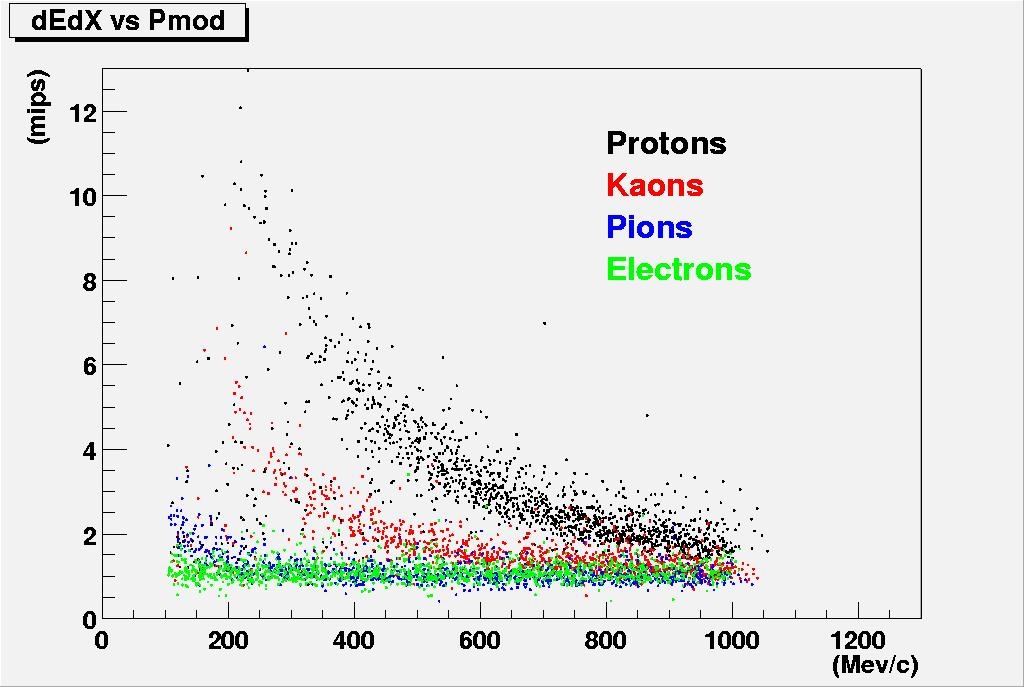 dEdX vs Pmod
(mips)
12
10
8
6
4
2
0
Protons
Kaons
Pions
Electrons
0 200 400 600 800 1000 1200
(Mev/c)